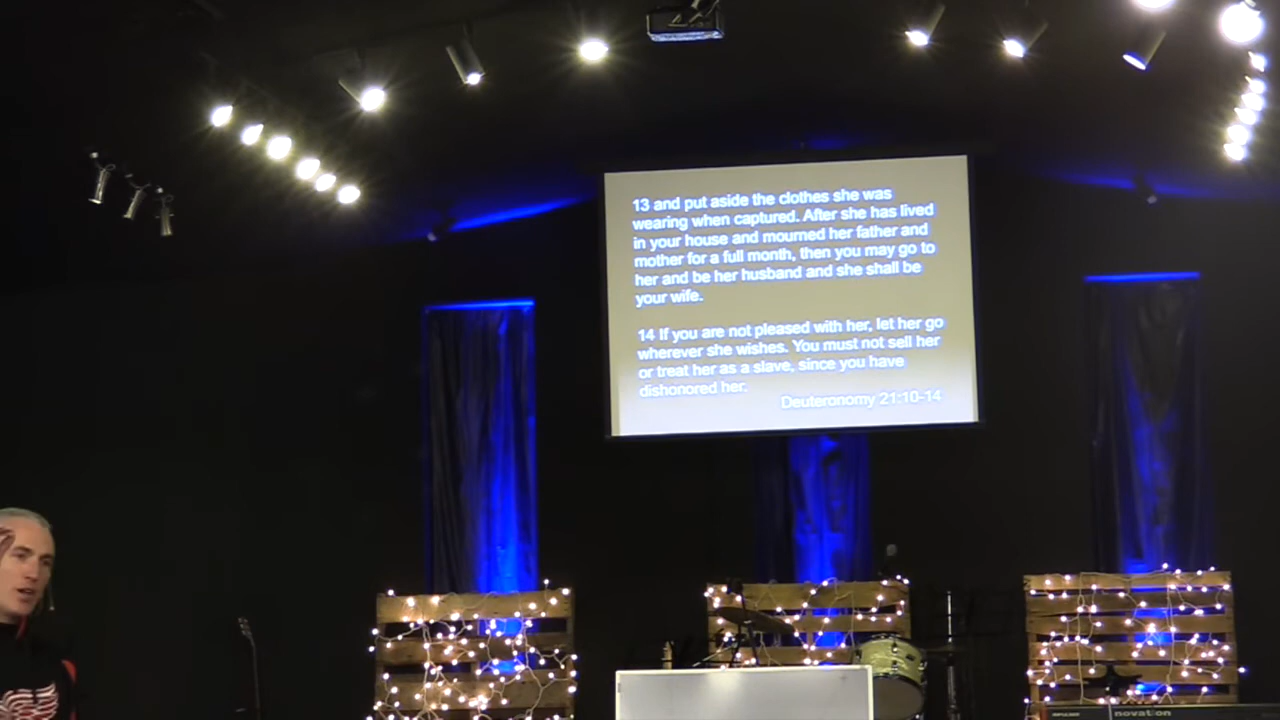 13 and put aside the clothes she was
wearing when captured. After she has lived
in your house and mourned her father and
mother for a full month, then you may go to
her and be her husband and she shall be
your wife.
14 If you are not pleased with her, let her go
wherever she wishes. You must not sell her
or treat her as a slave, since you have
dishonored her.
Deuteronomy 21:10-14
novation